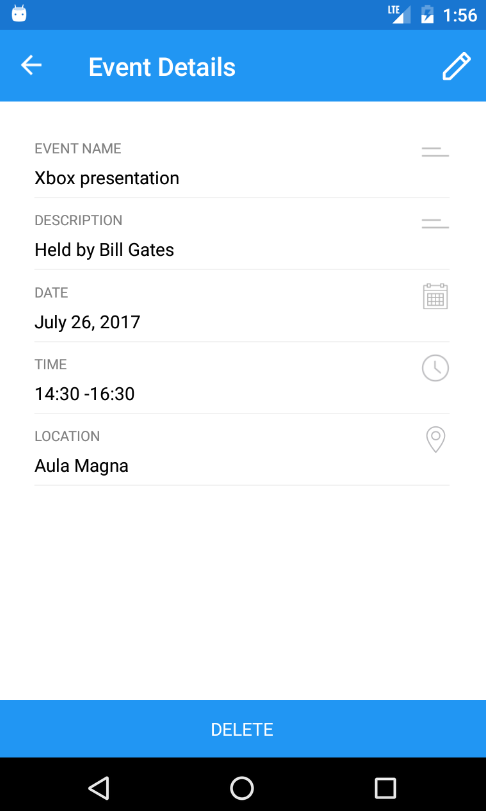 LTE 1:56
Event Details
EVENT NAME
Xbox presentation
DESCRIPTION
Held by Bill Gates
DATE
July 26, 2017
TIME
14:30 -16:30
LOCATION
Aula Magna
DELETE